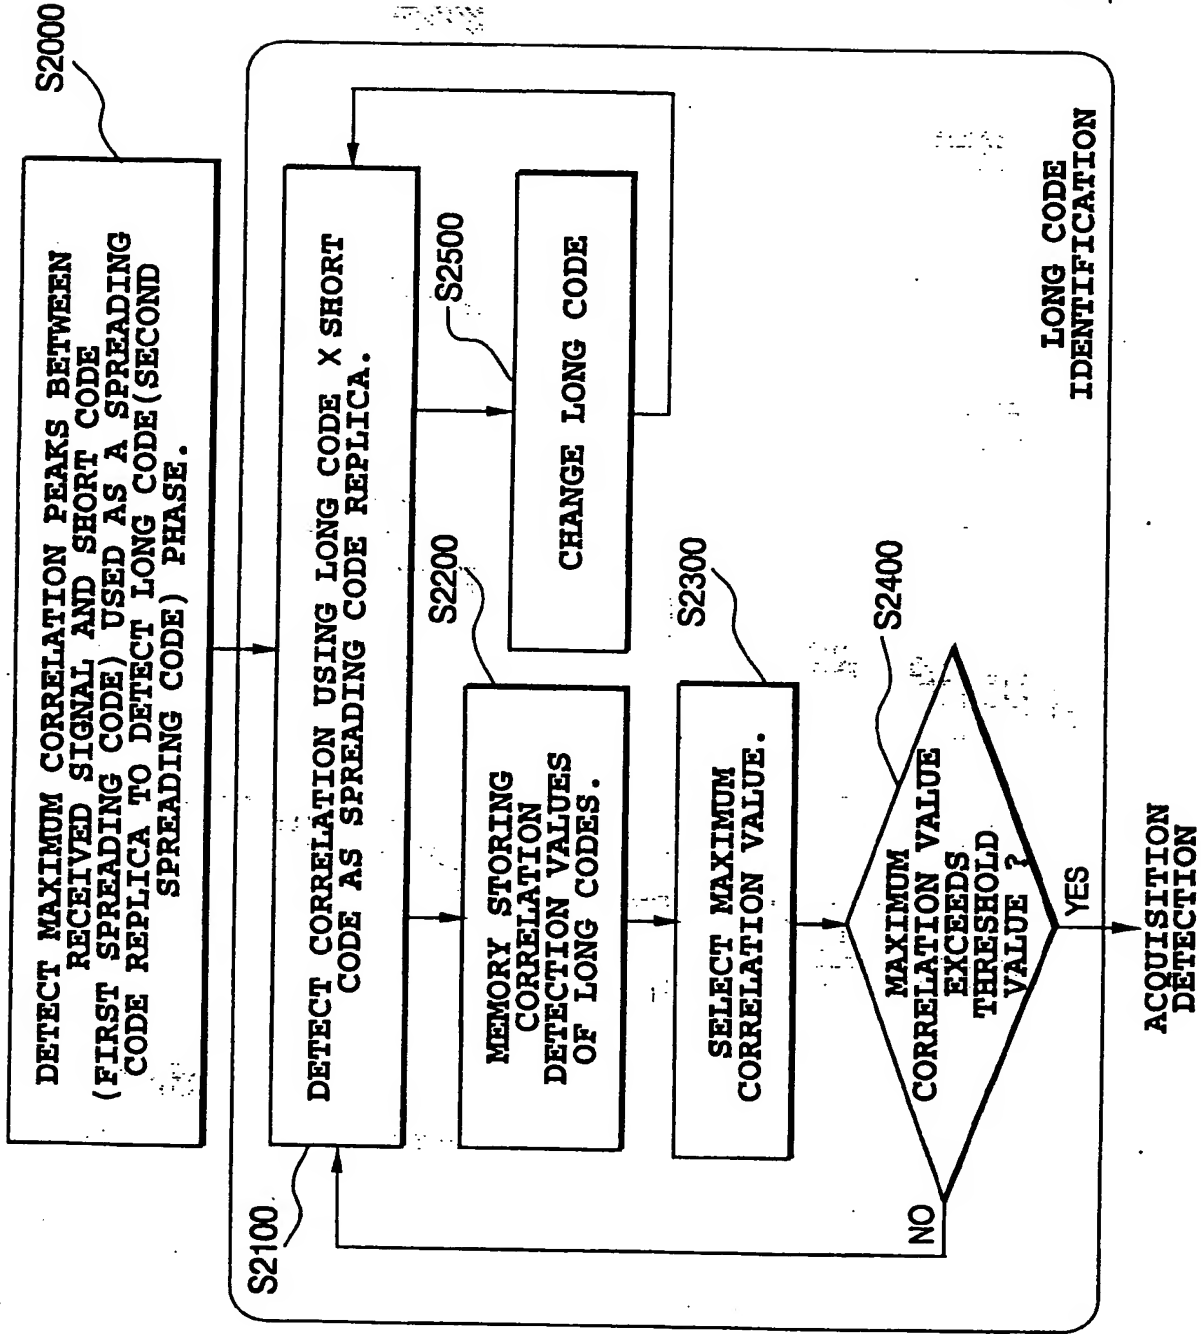 S2000
DETECT MAXIMUM CORRELATION PEAKS BETWEEN
RECEIVED SIGNAL AND SHORT CODE
(FIRST SPREADING CODE) USED AS A SPREADING
CODE REPLICA TO DETECT LONG CODE(SECOND
SPREADING CODE) PHASE.
S2100
DETECT CORRELATION USING LONG CODE X SHORT
CODE AS SPREADING CODE REPLICA.
S2200
MEMORY STORING
CORRELATION
DETECTION VALUES
OF LONG CODES.
S2500
CHANGE LONG CODE
S2300
SELECT MAXIMUM
CORRELATION VALUE.
S2400
MAXIMUM
CORRELATION VALUE
EXCEEDS
THRESHOLD
VALUE ?
NO
YES
LONG CODE
IDENTIFICATION
ACQUISITION
DETECTION